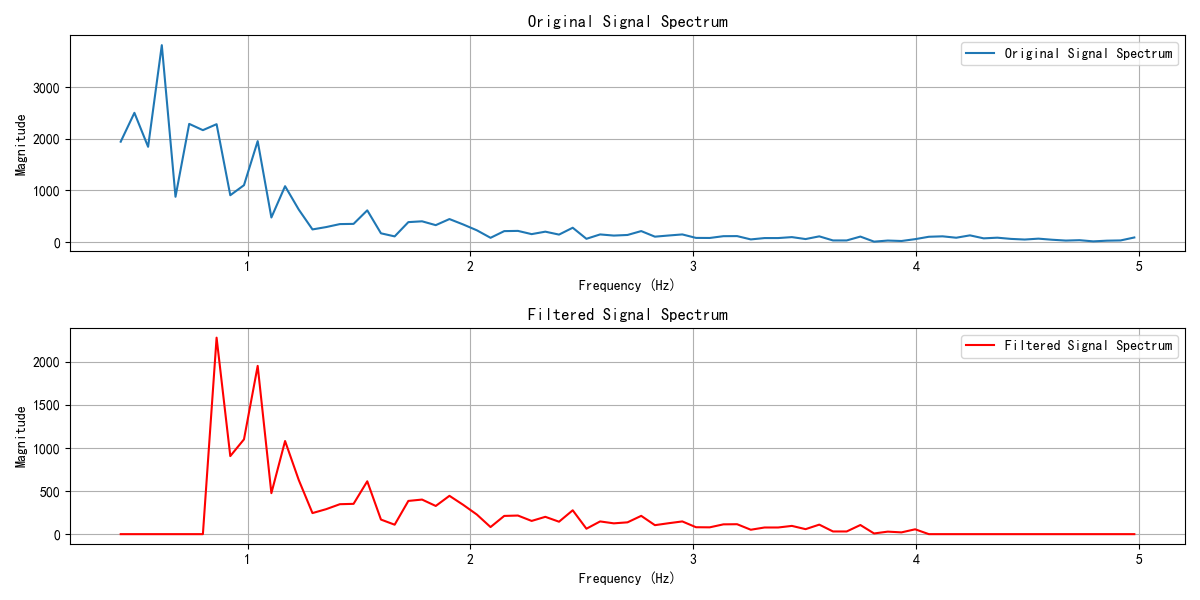 Original Signal Spectrum
Original Signal Spectrum
Magnitude
3000
2000
1000
0
1 2 3 4 5
Frequency (Hz)
Filtered Signal Spectrum
Filtered Signal Spectrum
Magnitude
2000
1500
1000
500
0
1 2 3 4 5
Frequency (Hz)